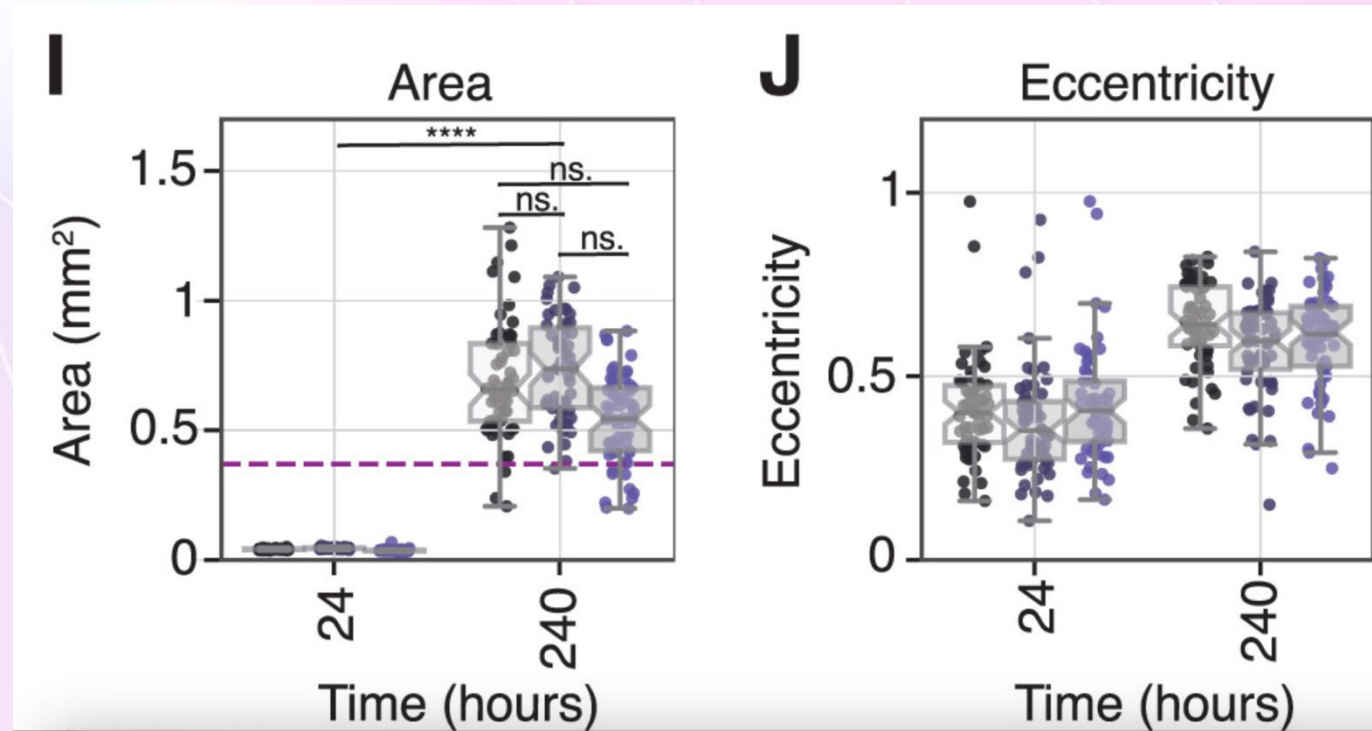 I
Area
****
ns.
ns.
ns.
1.5
1
0.5
0
Area (mm²)
24
240
Time (hours)
J
Eccentricity
1
0.5
0
Eccentricity
24
240
Time (hours)